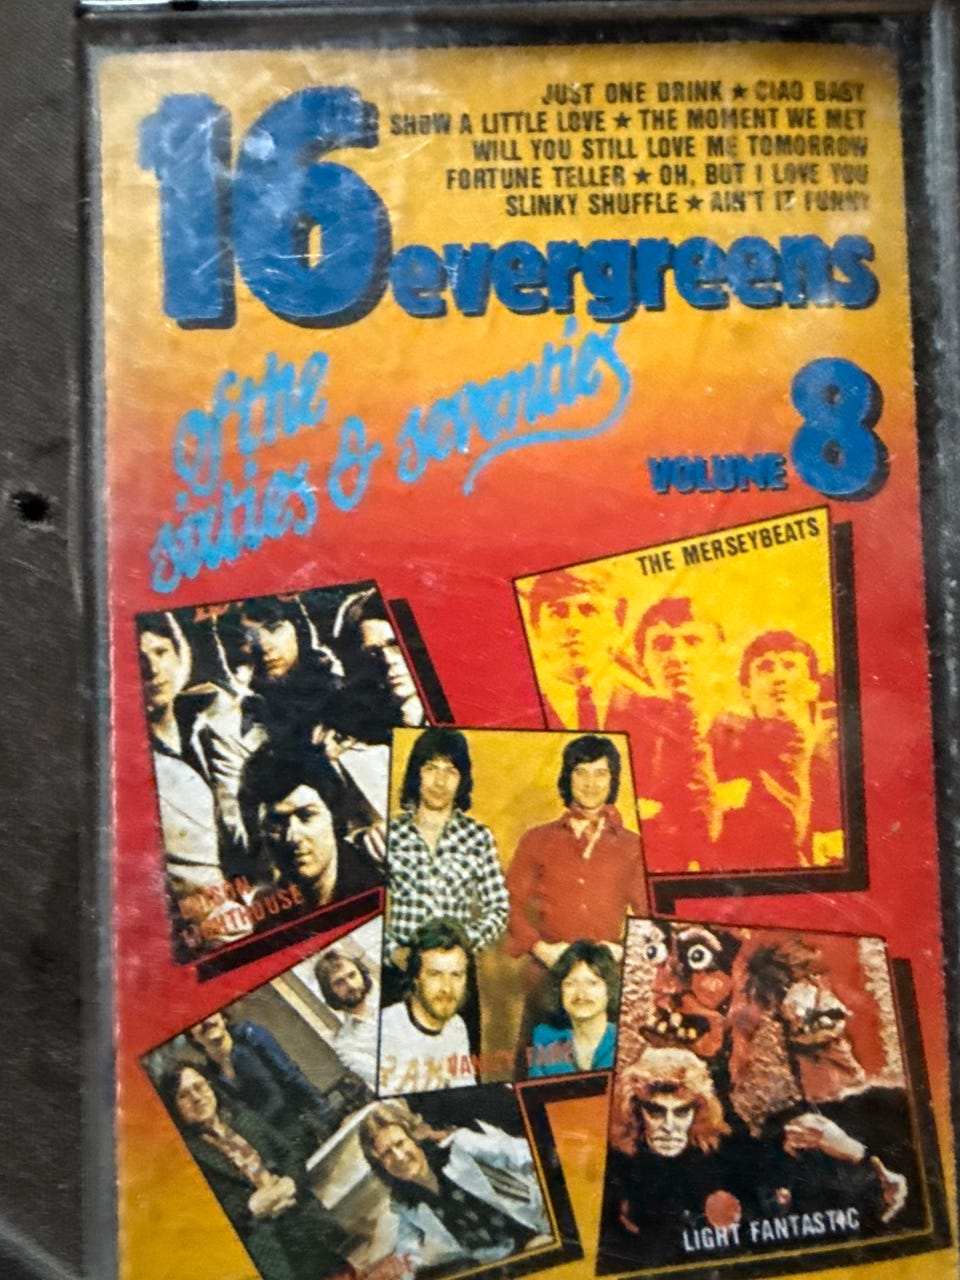 JUST ONE DRINK ★ CIAO BABY
SHOW A LITTLE LOVE ★ THE MOMENT WE MET
WILL YOU STILL LOVE ME TOMORROW
FORTUNE TELLER ★ OH, BUT I LOVE YOU
SLINKY SHUFFLE ★ AIN'T IT FUNNY
16 evergreens
of the
sixties & seventies
VOLUME 8
THE MERSEYBEATS
LIGHTHOUSE
LIGHT FANTASTIC